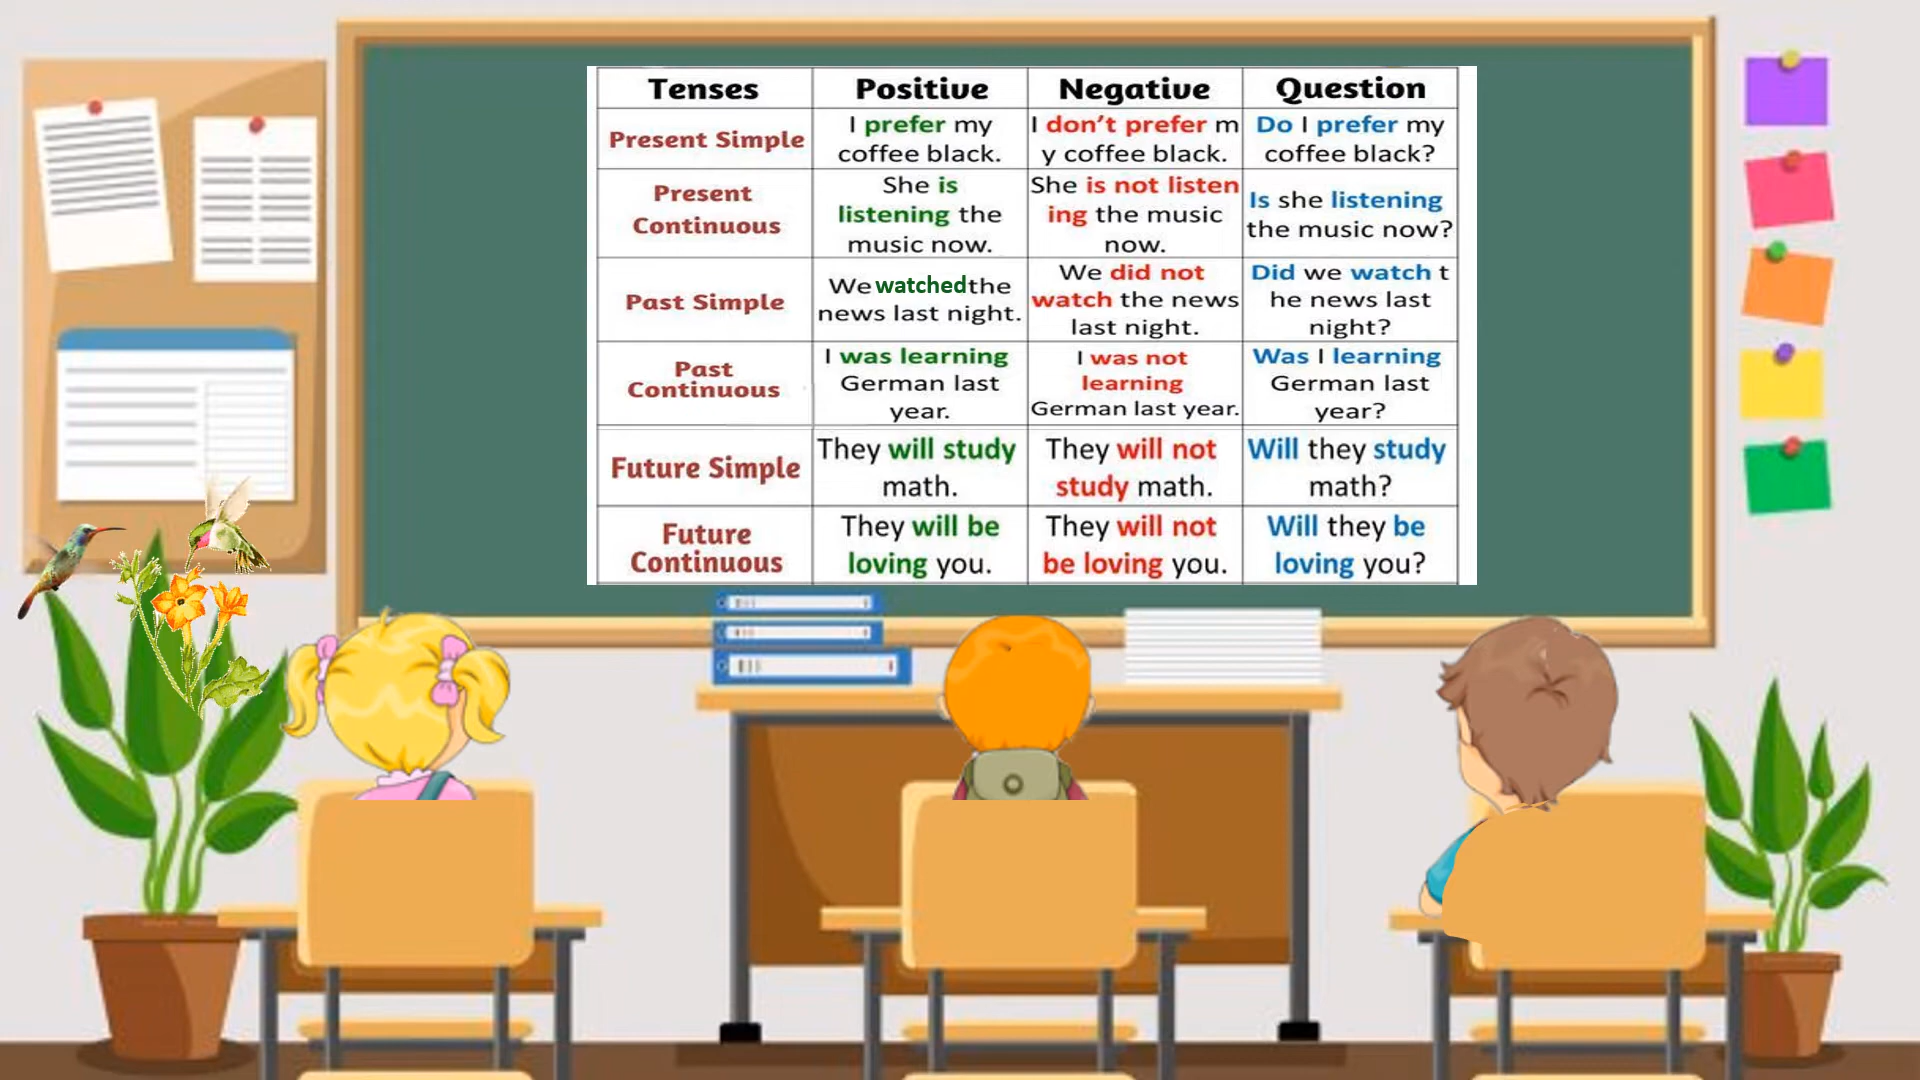 Tenses
Positive
Negative
Question
Present Simple
I prefer my
coffee black.
I don't prefer m
y coffee black.
Do I prefer my
coffee black?
Present
Continuous
She is
listening the
music now.
She is not listen
ing the music
now.
Is she listening
the music now?
Past Simple
We watched the
news last night.
We did not
watch the news
last night.
Did we watch t
he news last
night?
Past
Continuous
I was learning
German last
year.
I was not
learning
German last year.
Was I learning
German last
year?
Future Simple
They will study
math.
They will not
study math.
Will they study
math?
Future
Continuous
They will be
loving you.
They will not
be loving you.
Will they be
loving you?